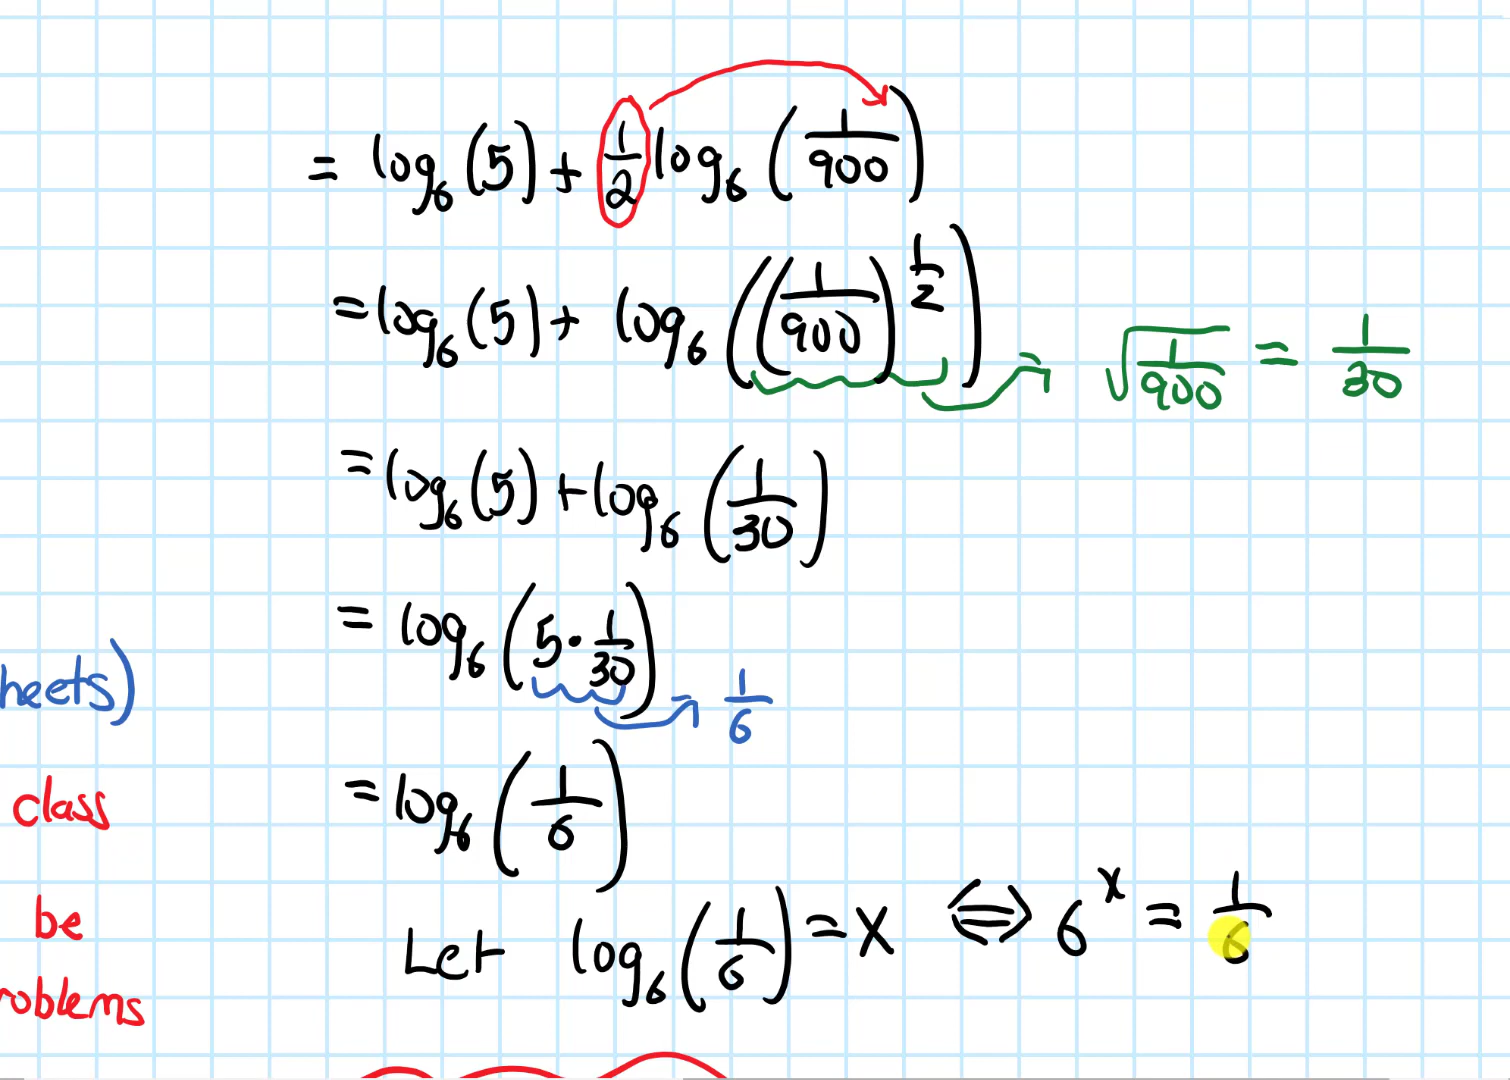 = log₆(5) + 1/2 log₆(1/900)
= log₆(5) + log₆((1/900)^(1/2)) → √(1/900) = 1/30
= log₆(5) + log₆(1/30)
= log₆(5 · 1/30) → 1/6
heets)
= log₆(1/6)
class
Let log₆(1/6) = x ⟺ 6^x = 1/6
be
roblems